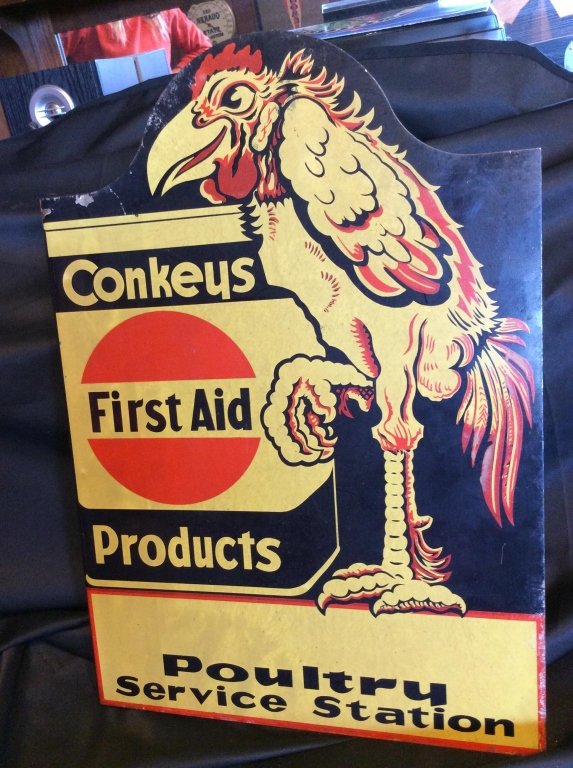 Conkeys
First Aid
Products
Poultry
Service Station